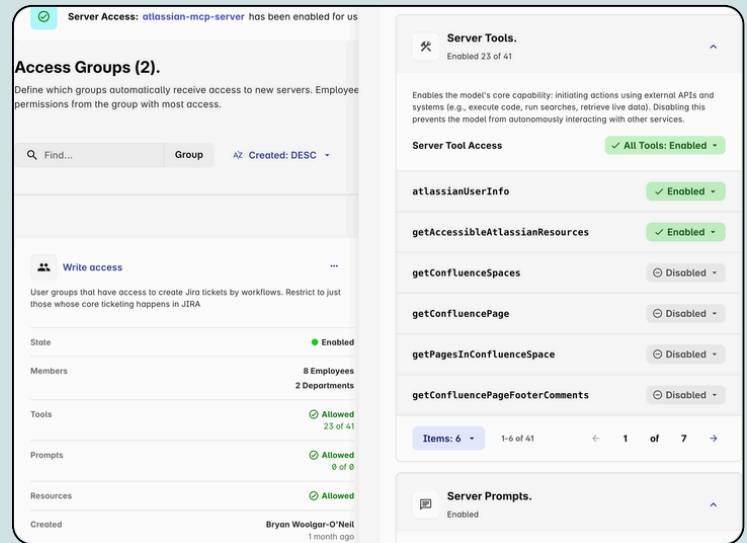 Server Access: atlassian-mcp-server has been enabled for us
Access Groups (2).
Define which groups automatically receive access to new servers. Employee
permissions from the group with most access.
Find...
Group
AZ Created: DESC
Write access
...
User groups that have access to create Jira tickets by workflows. Restrict to just
those whose core ticketing happens in JIRA
State
Enabled
Members
8 Employees
2 Departments
Tools
Allowed
23 of 41
Prompts
Allowed
0 of 0
Resources
Allowed
Created
Bryan Woolgar-O'Neil
1 month ago
Server Tools.
Enabled 23 of 41
Enables the model's core capability: initiating actions using external APIs and
systems (e.g., execute code, run searches, retrieve live data). Disabling this
prevents the model from autonomously interacting with other services.
Server Tool Access
All Tools: Enabled
atlassianUserInfo
Enabled
getAccessibleAtlassianResources
Enabled
getConfluenceSpaces
Disabled
getConfluencePage
Disabled
getPagesInConfluenceSpace
Disabled
getConfluencePageFooterComments
Disabled
Items: 6
1-6 of 41
← 1 of 7 →
Server Prompts.
Enabled